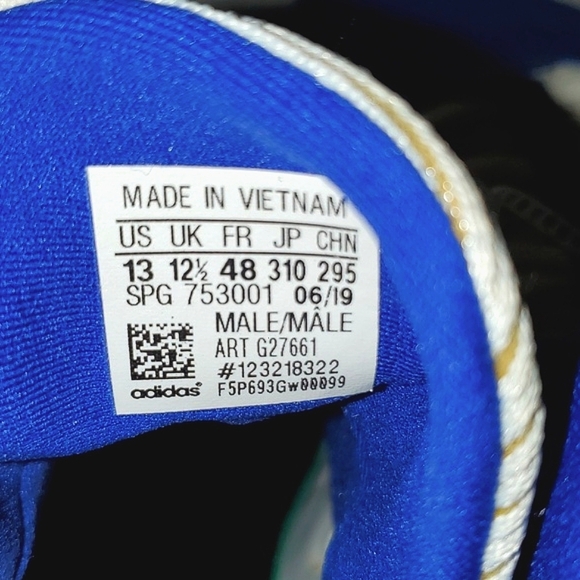 MADE IN VIETNAM
US UK FR JP CHN
13 12½ 48 310 295
SPG 753001 06/19
MALE/MÂLE
ART G27661
#123218322
adidas F5P693Gw00099